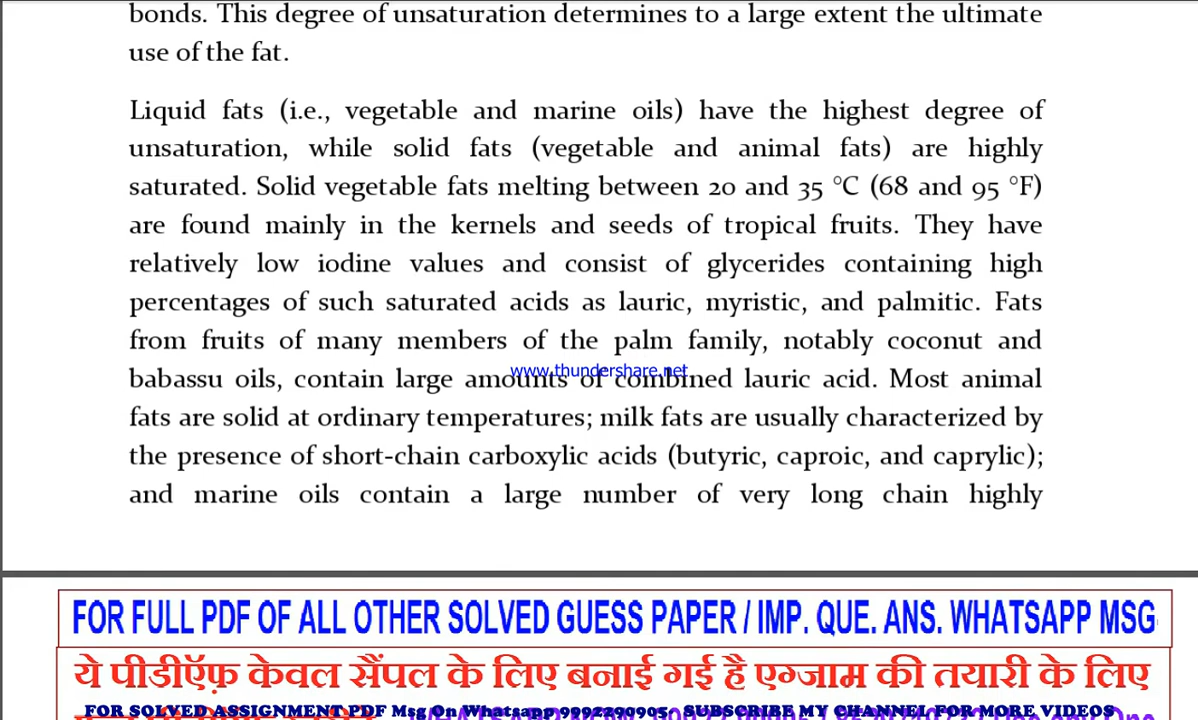 bonds. This degree of unsaturation determines to a large extent the ultimate
use of the fat.
Liquid fats (i.e., vegetable and marine oils) have the highest degree of
unsaturation, while solid fats (vegetable and animal fats) are highly
saturated. Solid vegetable fats melting between 20 and 35 °C (68 and 95 °F)
are found mainly in the kernels and seeds of tropical fruits. They have
relatively low iodine values and consist of glycerides containing high
percentages of such saturated acids as lauric, myristic, and palmitic. Fats
from fruits of many members of the palm family, notably coconut and
www.thundershare.net
babassu oils, contain large amounts of combined lauric acid. Most animal
fats are solid at ordinary temperatures; milk fats are usually characterized by
the presence of short-chain carboxylic acids (butyric, caproic, and caprylic);
and marine oils contain a large number of very long chain highly
FOR FULL PDF OF ALL OTHER SOLVED GUESS PAPER / IMP. QUE. ANS. WHATSAPP MSG
ये पीडीऍफ़ केवल सैंपल के लिए बनाई गई है एग्जाम की तयारी के लिए
FOR SOLVED ASSIGNMENT PDF Msg On Whatsapp 9992290905, SUBSCRIBE MY CHANNEL FOR MORE VIDEOS